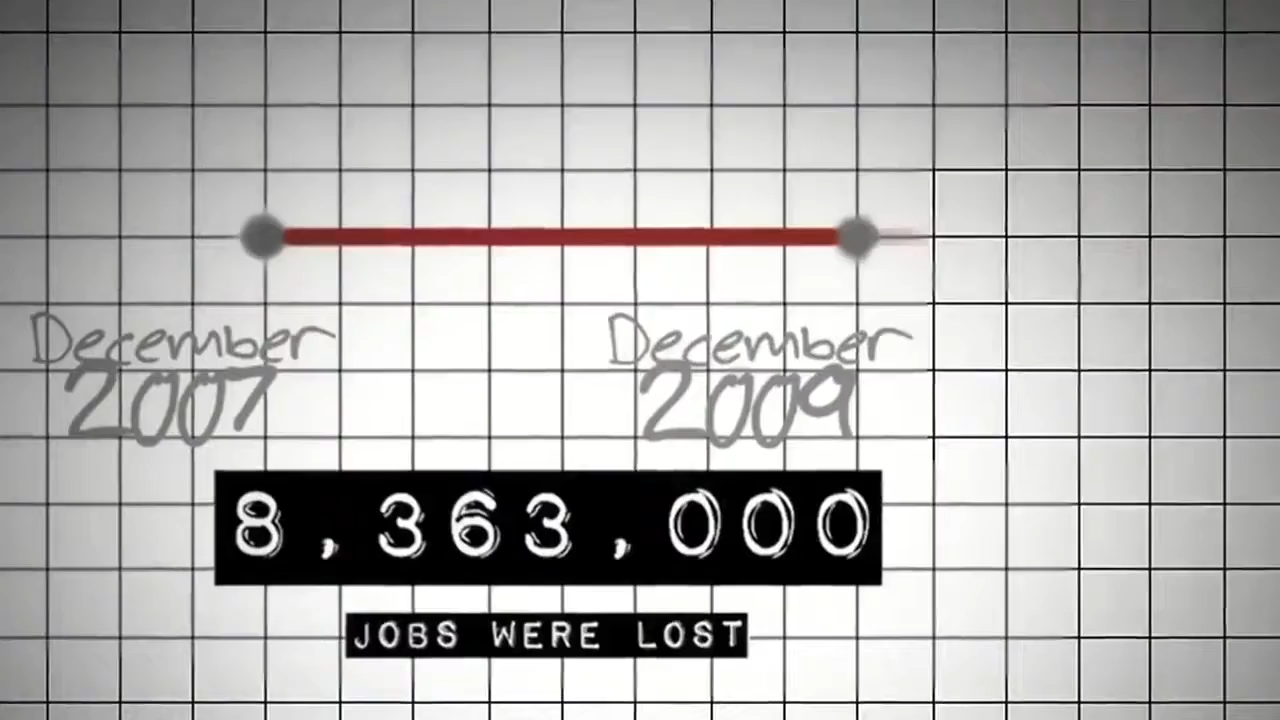 December
2007
December
2009
8,363,000
JOBS WERE LOST